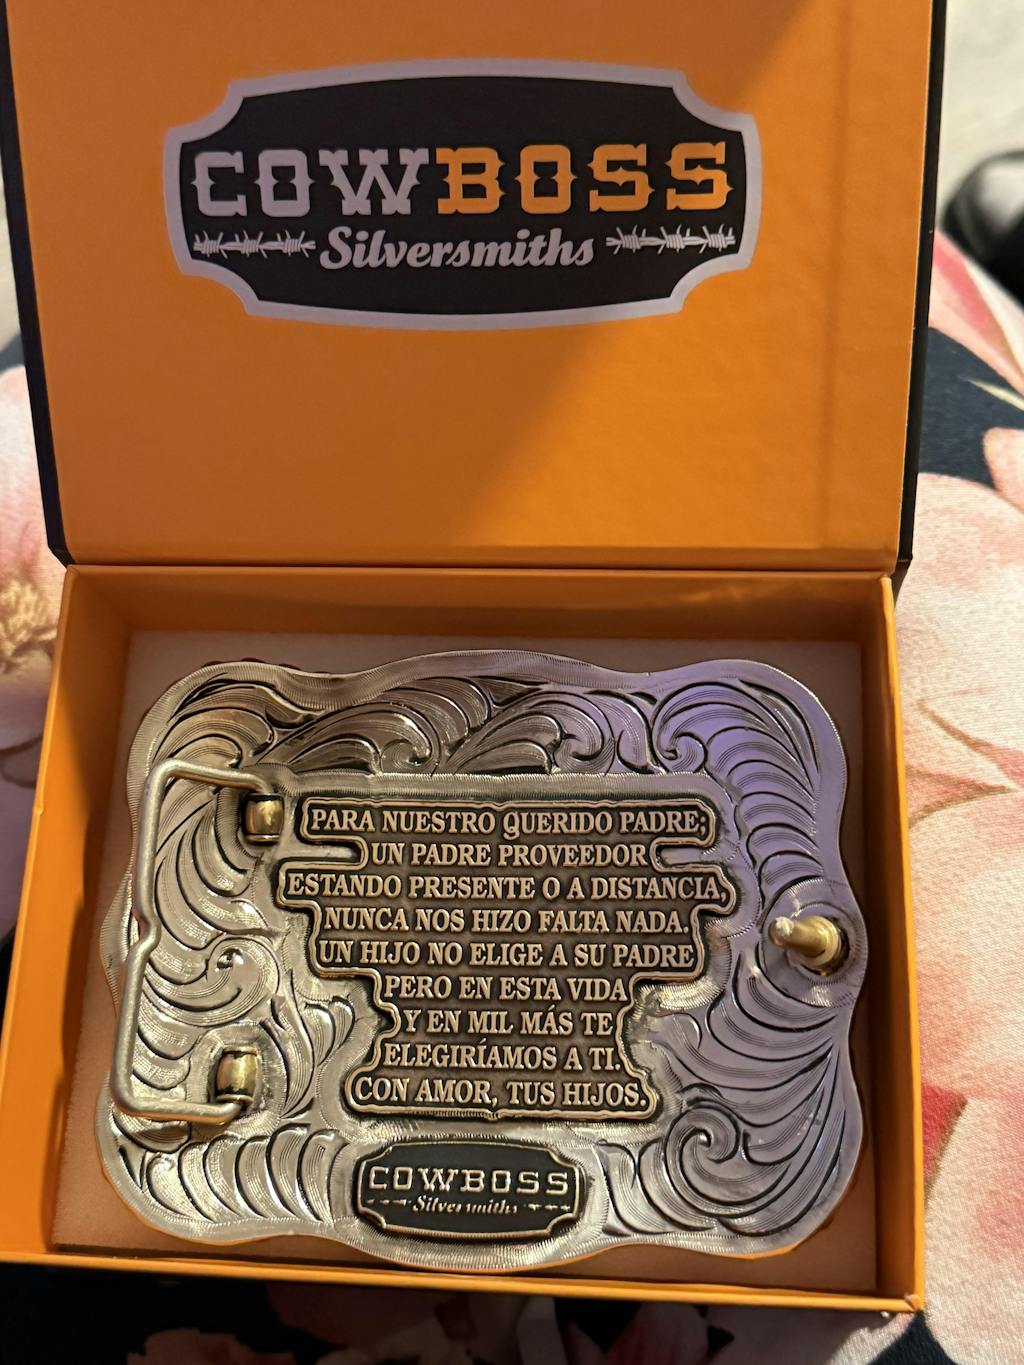 COWBOSS
Silversmiths
PARA NUESTRO QUERIDO PADRE;
UN PADRE PROVEEDOR
ESTANDO PRESENTE O A DISTANCIA,
NUNCA NOS HIZO FALTA NADA.
UN HIJO NO ELIGE A SU PADRE
PERO EN ESTA VIDA
Y EN MIL MÁS TE
ELEGIRÍAMOS A TI.
CON AMOR, TUS HIJOS.
COWBOSS
Silversmiths